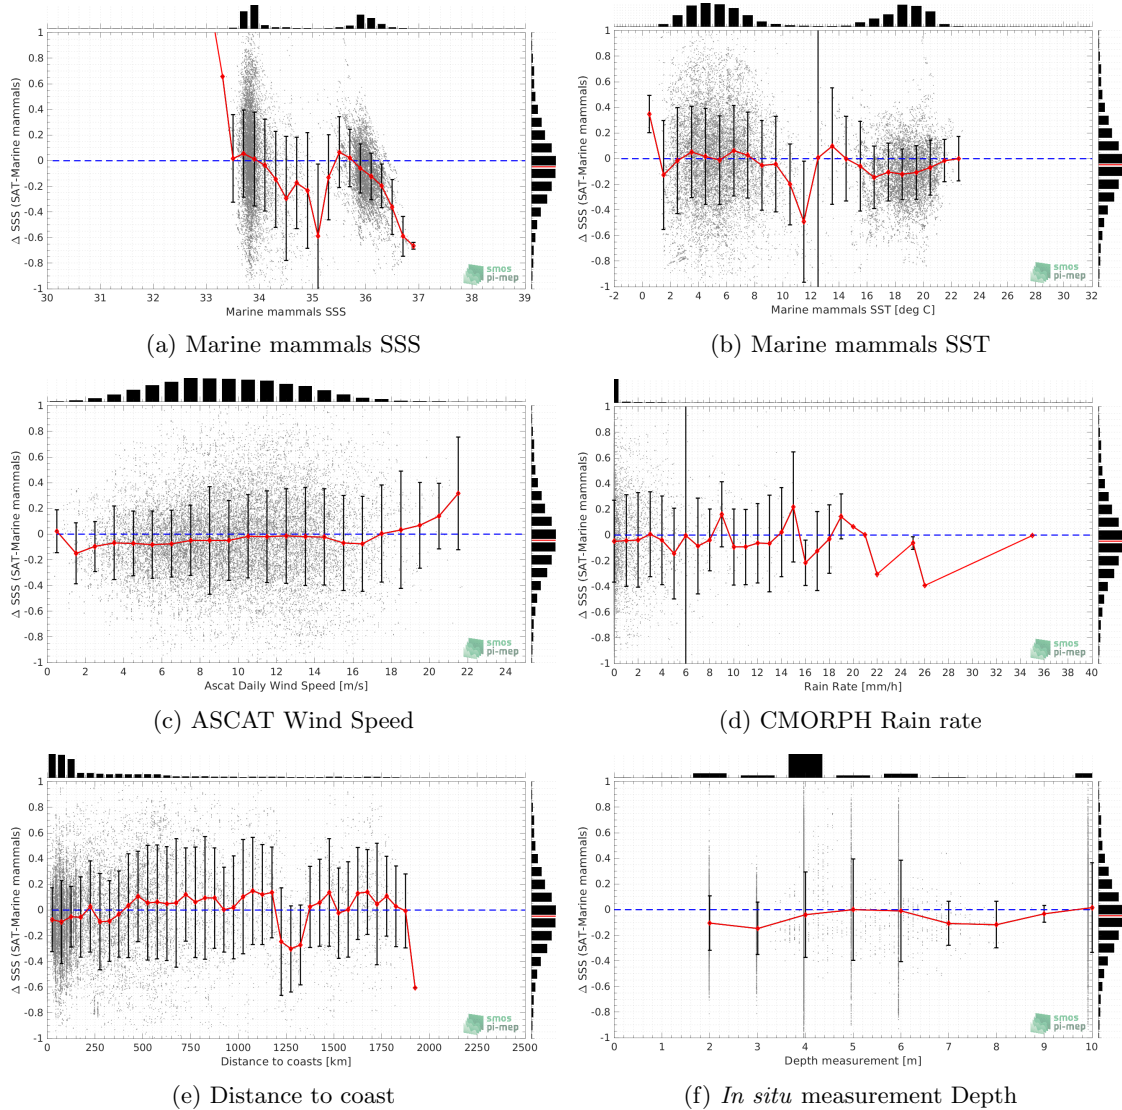 Δ SSS (SAT-Marine mammals)
1
0.8
0.6
0.4
0.2
0
-0.2
-0.4
-0.6
-0.8
-1
30 31 32 33 34 35 36 37 38 39
Marine mammals SSS
smos
pi-mep
(a) Marine mammals SSS
Δ SSS (SAT-Marine mammals)
1
0.8
0.6
0.4
0.2
0
-0.2
-0.4
-0.6
-0.8
-1
-2 0 2 4 6 8 10 12 14 16 18 20 22 24 26 28 30 32
Marine mammals SST [deg C]
smos
pi-mep
(b) Marine mammals SST
Δ SSS (SAT-Marine mammals)
1
0.8
0.6
0.4
0.2
0
-0.2
-0.4
-0.6
-0.8
-1
0 2 4 6 8 10 12 14 16 18 20 22 24
Ascat Daily Wind Speed [m/s]
smos
pi-mep
(c) ASCAT Wind Speed
Δ SSS (SAT-Marine mammals)
1
0.8
0.6
0.4
0.2
0
-0.2
-0.4
-0.6
-0.8
-1
0 2 4 6 8 10 12 14 16 18 20 22 24 26 28 30 32 34 36 38 40
Rain Rate [mm/h]
smos
pi-mep
(d) CMORPH Rain rate
Δ SSS (SAT-Marine mammals)
1
0.8
0.6
0.4
0.2
0
-0.2
-0.4
-0.6
-0.8
-1
0 250 500 750 1000 1250 1500 1750 2000 2250 2500
Distance to coasts [km]
smos
pi-mep
(e) Distance to coast
Δ SSS (SAT-Marine mammals)
1
0.8
0.6
0.4
0.2
0
-0.2
-0.4
-0.6
-0.8
-1
0 1 2 3 4 5 6 7 8 9 10
Depth measurement [m]
smos
pi-mep
(f) In situ measurement Depth